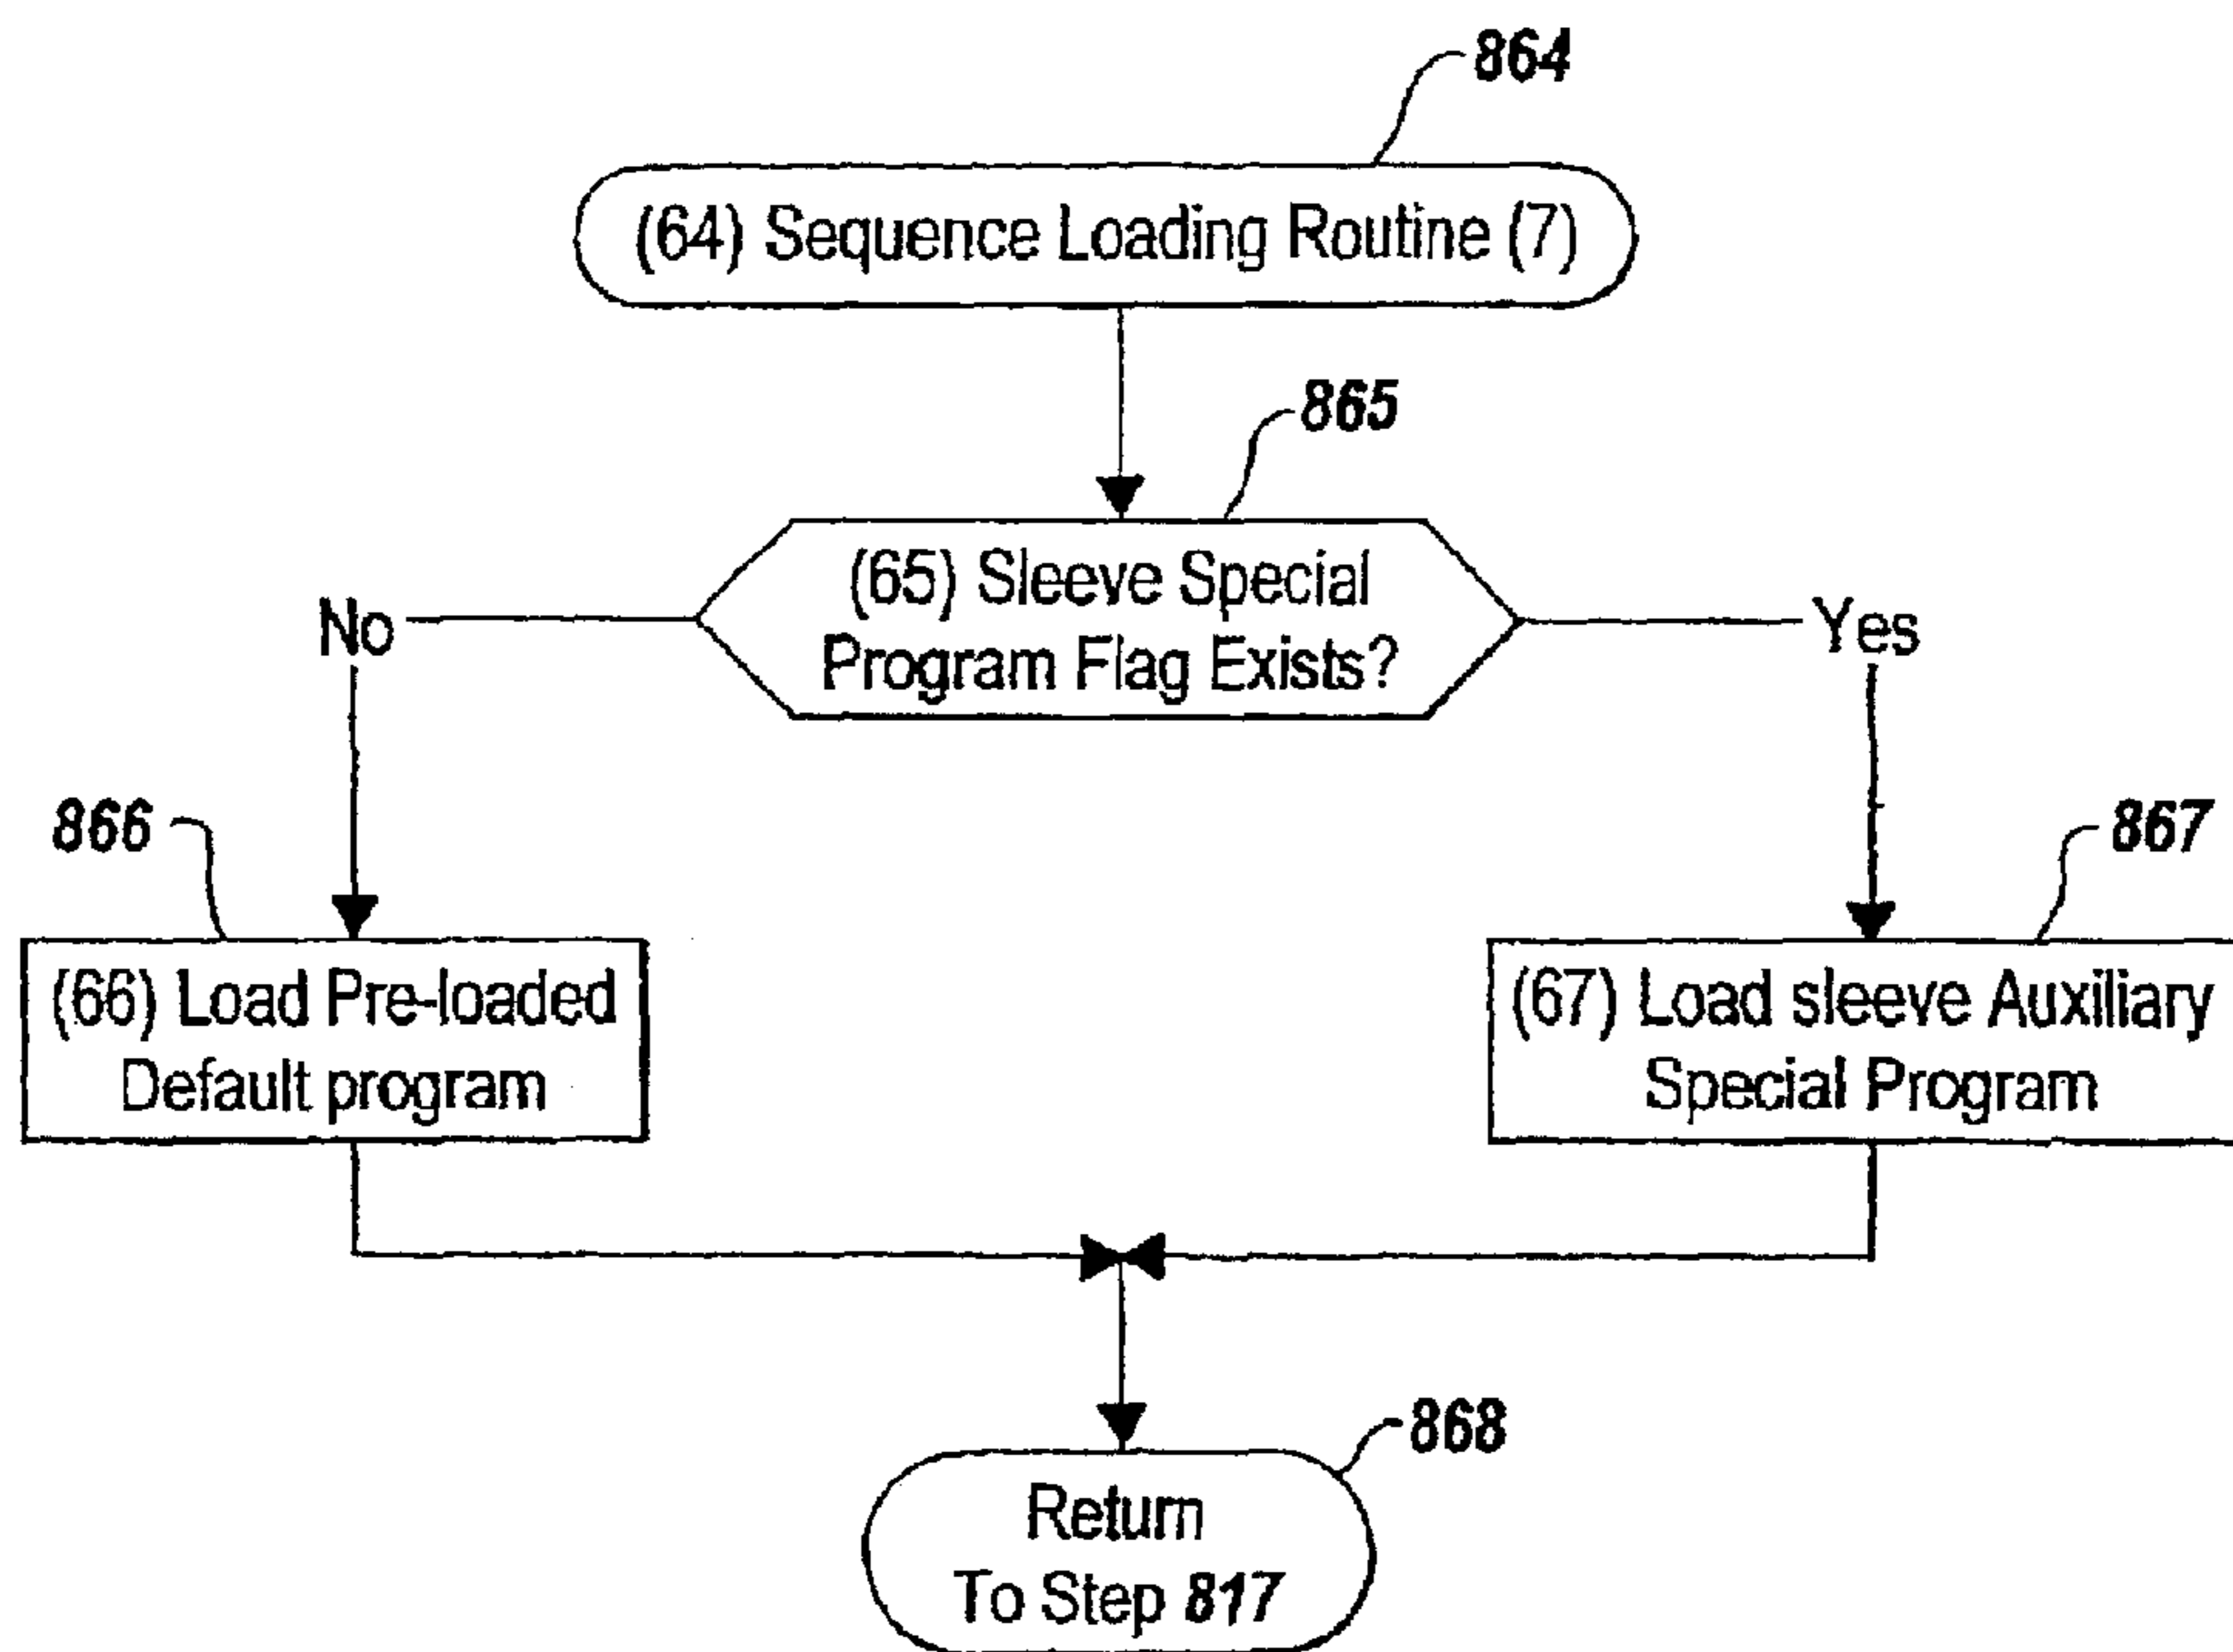 864
(64) Sequence Loading Routine (7)
865
(65) Sleeve Special
Program Flag Exists?
No
Yes
866
867
(66) Load Pre-loaded
Default program
(67) Load sleeve Auxiliary
Special Program
868
Return
To Step 817